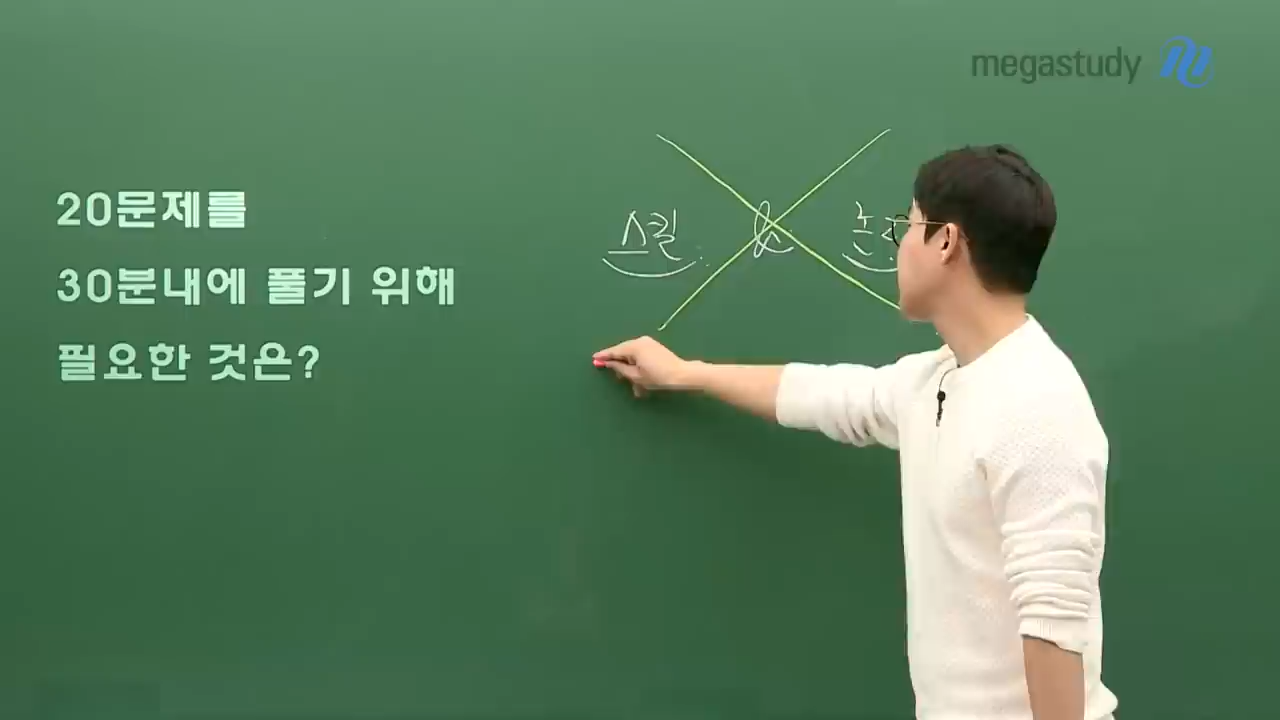 megastudy
20문제를
30분내에 풀기 위해
필요한 것은?
스킬 &